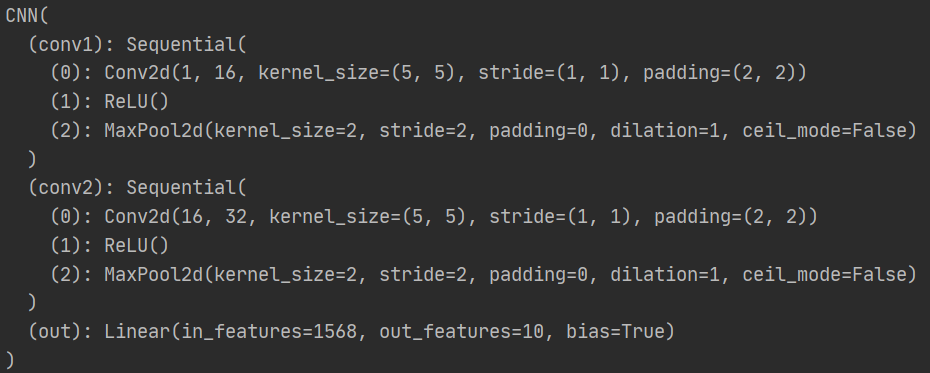 CNN(
  (conv1): Sequential(
    (0): Conv2d(1, 16, kernel_size=(5, 5), stride=(1, 1), padding=(2, 2))
    (1): ReLU()
    (2): MaxPool2d(kernel_size=2, stride=2, padding=0, dilation=1, ceil_mode=False)
  )
  (conv2): Sequential(
    (0): Conv2d(16, 32, kernel_size=(5, 5), stride=(1, 1), padding=(2, 2))
    (1): ReLU()
    (2): MaxPool2d(kernel_size=2, stride=2, padding=0, dilation=1, ceil_mode=False)
  )
  (out): Linear(in_features=1568, out_features=10, bias=True)
)